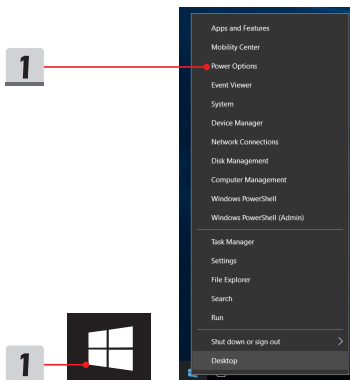 Apps and Features
Mobility Center
1
Power Options
Event Viewer
System
Device Manager
Network Connections
Disk Management
Computer Management
Windows PowerShell
Windows PowerShell (Admin)
Task Manager
Settings
File Explorer
Search
Run
Shut down or sign out
Desktop
1